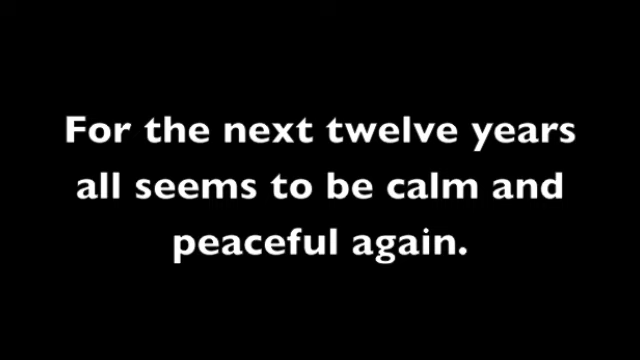 For the next twelve years
all seems to be calm and
peaceful again.